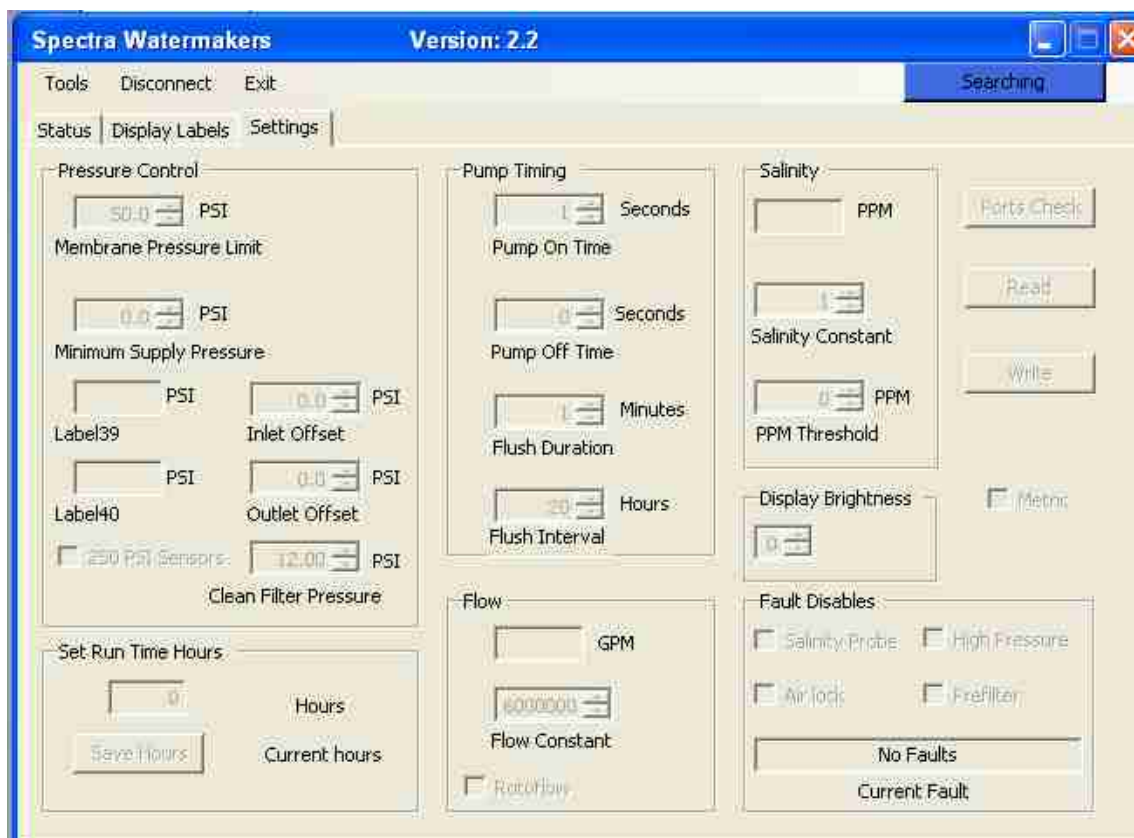 Spectra Watermakers Version: 2.2
Tools Disconnect Exit Searching
Status Display Labels Settings
Pressure Control
50.0 PSI
Membrane Pressure Limit
0.0 PSI
Minimum Supply Pressure
PSI 0.0 PSI
Label39 Inlet Offset
PSI 0.0 PSI
Label40 Outlet Offset
250 PSI Sensors 12.00 PSI
Clean Filter Pressure
Set Run Time Hours
0 Hours
Save Hours Current hours
Pump Timing
1 Seconds
Pump On Time
0 Seconds
Pump Off Time
1 Minutes
Flush Duration
20 Hours
Flush Interval
Flow
GPM
6000000
Flow Constant
Rotoflow
Salinity
PPM
1
Salinity Constant
0 PPM
PPM Threshold
Display Brightness
0
Ports Check
Read
Write
Metric
Fault Disables
Salinity Probe High Pressure
Air lock Prefilter
No Faults
Current Fault